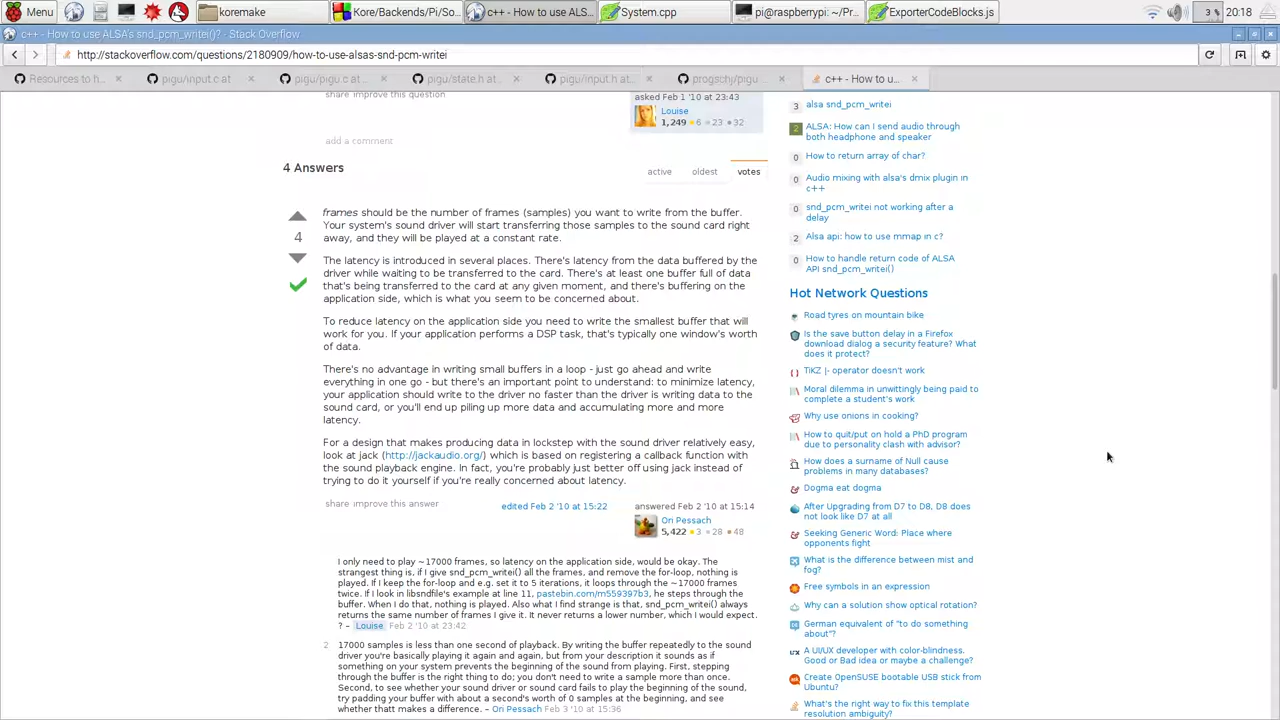 Menu
koremake
Kore/Backends/Pi/So...
c++ - How to use ALS...
System.cpp
pi@raspberrypi: ~/Pr...
ExporterCodeBlocks.js
3 %
20:18
c++ - How to use ALSA's snd_pcm_writei()? - Stack Overflow
http://stackoverflow.com/questions/2180909/how-to-use-alsas-snd-pcm-writei
Resources to h...
pigu/input.c at
pigu/pigu.c at ...
pigu/state.h at ...
pigu/input.h at...
progschj/pigu
c++ - How to u...
share improve this question
asked Feb 1 '10 at 23:43
Louise
1,249 6 23 32
add a comment
4 Answers
active oldest votes
4
frames should be the number of frames (samples) you want to write from the buffer.
Your system's sound driver will start transferring those samples to the sound card right
away, and they will be played at a constant rate.
The latency is introduced in several places. There's latency from the data buffered by the
driver while waiting to be transferred to the card. There's at least one buffer full of data
that's being transferred to the card at any given moment, and there's buffering on the
application side, which is what you seem to be concerned about.
To reduce latency on the application side you need to write the smallest buffer that will
work for you. If your application performs a DSP task, that's typically one window's worth
of data.
There's no advantage in writing small buffers in a loop - just go ahead and write
everything in one go - but there's an important point to understand: to minimize latency,
your application should write to the driver no faster than the driver is writing data to the
sound card, or you'll end up piling up more data and accumulating more and more
latency.
For a design that makes producing data in lockstep with the sound driver relatively easy,
look at jack (http://jackaudio.org/) which is based on registering a callback function with
the sound playback engine. In fact, you're probably just better off using jack instead of
trying to do it yourself if you're really concerned about latency.
share improve this answer
edited Feb 2 '10 at 15:22
answered Feb 2 '10 at 15:14
Ori Pessach
5,422 3 28 48
I only need to play ~17000 frames, so latency on the application side, would be okay. The
strangest thing is, if I give snd_pcm_writei() all the frames, and remove the for-loop, nothing is
played. If I keep the for-loop and e.g. set it to 5 iterations, it loops through the ~17000 frames
twice. If I look in libsndfile's example at line 11, pastebin.com/m559397b3, he steps through the
buffer. When I do that, nothing is played. Also what I find strange is that, snd_pcm_writei() always
returns the same number of frames I give it. It never returns a lower number, which I would expect.
? – Louise Feb 2 '10 at 23:42
2
17000 samples is less than one second of playback. By writing the buffer repeatedly to the sound
driver you're basically playing it again and again, but from your description it sounds as if
something on your system prevents the beginning of the sound from playing. First, stepping
through the buffer is the right thing to do; you don't need to write a sample more than once.
Second, to see whether your sound driver or sound card fails to play the beginning of the sound,
try padding your buffer with about a second's worth of 0 samples at the beginning, and see
whether that makes a difference. – Ori Pessach Feb 3 '10 at 15:36
3 alsa snd_pcm_writei
2 ALSA: How can I send audio through
both headphone and speaker
0 How to return array of char?
0 Audio mixing with alsa's dmix plugin in
c++
0 snd_pcm_writei not working after a
delay
2 Alsa api: how to use mmap in c?
0 How to handle return code of ALSA
API snd_pcm_writei()
Hot Network Questions
Road tyres on mountain bike
Is the save button delay in a Firefox
download dialog a security feature? What
does it protect?
TiKZ |- operator doesn't work
Moral dilemma in unwittingly being paid to
complete a student's work
Why use onions in cooking?
How to quit/put on hold a PhD program
due to personality clash with advisor?
How does a surname of Null cause
problems in many databases?
Dogma eat dogma
After Upgrading from D7 to D8, D8 does
not look like D7 at all
Seeking Generic Word: Place where
opponents fight
What is the difference between mist and
fog?
Free symbols in an expression
Why can a solution show optical rotation?
German equivalent of "to do something
about"?
A UI/UX developer with color-blindness.
Good or Bad idea or maybe a challenge?
Create OpenSUSE bootable USB stick from
Ubuntu?
What's the right way to fix this template
resolution ambiguity?